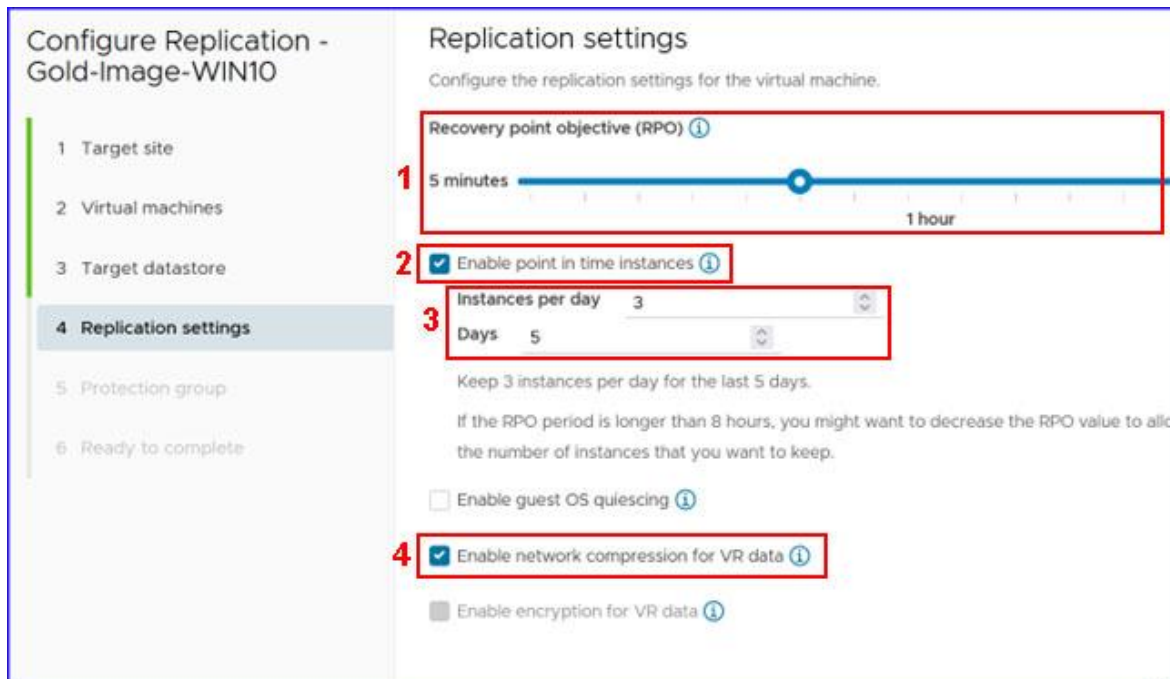 Configure Replication -
Gold-Image-WIN10
1 Target site
2 Virtual machines
3 Target datastore
4 Replication settings
5 Protection group
6 Ready to complete
Replication settings
Configure the replication settings for the virtual machine.
1
Recovery point objective (RPO)
5 minutes
1 hour
2
Enable point in time instances
3
Instances per day 3
Days 5
Keep 3 instances per day for the last 5 days.
If the RPO period is longer than 8 hours, you might want to decrease the RPO value to
the number of instances that you want to keep.
Enable guest OS quiescing
4
Enable network compression for VR data
Enable encryption for VR data